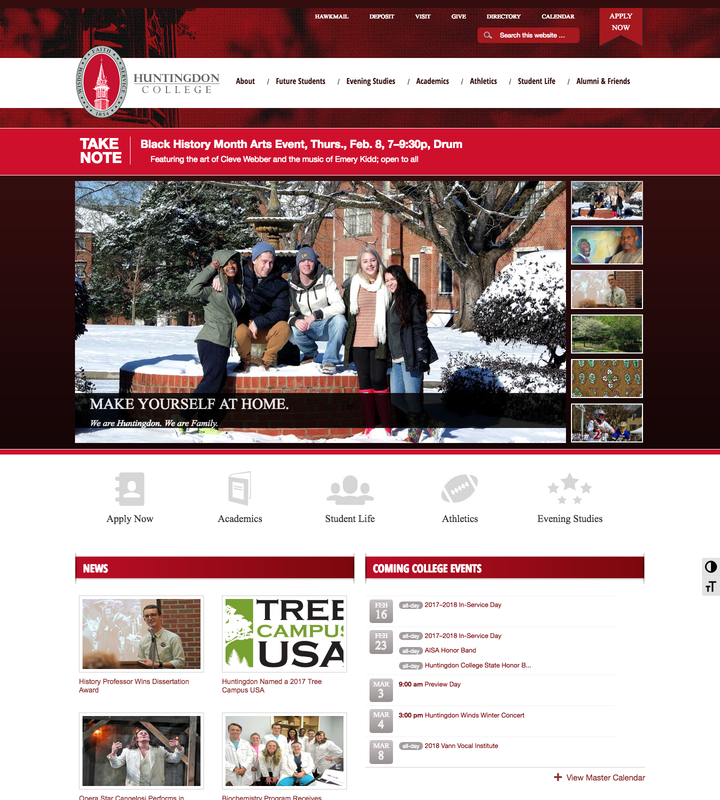 HAWKMAIL DEPOSIT VISIT GIVE DIRECTORY CALENDAR
APPLY
NOW
Search this website ...
WISDOM FAITH SERVICE
1854
HUNTINGDON
COLLEGE
About / Future Students / Evening Studies / Academics / Athletics / Student Life / Alumni & Friends
TAKE
NOTE
Black History Month Arts Event, Thurs., Feb. 8, 7–9:30p, Drum
Featuring the art of Cleve Webber and the music of Emery Kidd; open to all
MAKE YOURSELF AT HOME.
We are Huntingdon. We are Family.
Apply Now
Academics
Student Life
Athletics
Evening Studies
NEWS
History Professor Wins Dissertation
Award
TREE
CAMPUS
USA
Huntingdon Named a 2017 Tree
Campus USA
Opera Star Cangelosi Performs in
Biochemistry Program Receives
COMING COLLEGE EVENTS
FEB
16
all-day 2017–2018 In-Service Day
FEB
23
all-day 2017–2018 In-Service Day
all-day AISA Honor Band
all-day Huntingdon College State Honor B...
MAR
3
9:00 am Preview Day
MAR
4
3:00 pm Huntingdon Winds Winter Concert
MAR
8
all-day 2018 Vann Vocal Institute
+ View Master Calendar